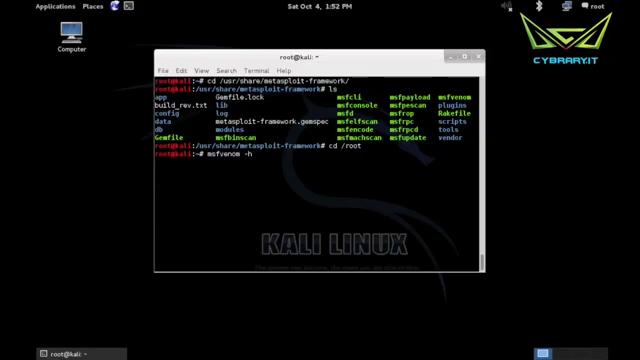 Applications Places Sat Oct 4, 1:52 PM root
Computer
CYBRARY.IT
root@kali: ~
File Edit View Search Terminal Help
root@kali:~# cd /usr/share/metasploit-framework/
root@kali:/usr/share/metasploit-framework# ls
app Gemfile.lock msfcli msfpayload msfvenom
build_rev.txt lib msfconsole msfpescan plugins
config log msfd msfrop Rakefile
data metasploit-framework.gemspec msfelfscan msfrpc scripts
db modules msfencode msfrpcd tools
Gemfile msfbinscan msfmachscan msfupdate vendor
root@kali:/usr/share/metasploit-framework# cd /root
root@kali:~# msfvenom -h
KALI LINUX
root@kali: ~